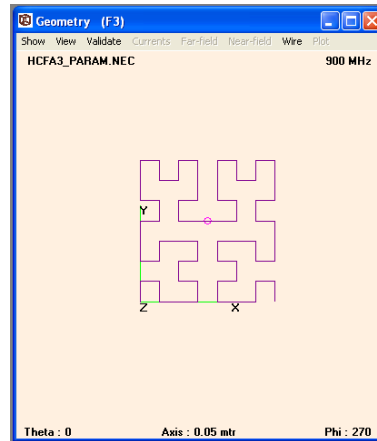 Geometry (F3)
Show View Validate Currents Far-field Near-field Wire Plot
HCFA3_PARAM.NEC 900 MHz
Y
Z X
Theta : 0 Axis : 0.05 mtr Phi : 270